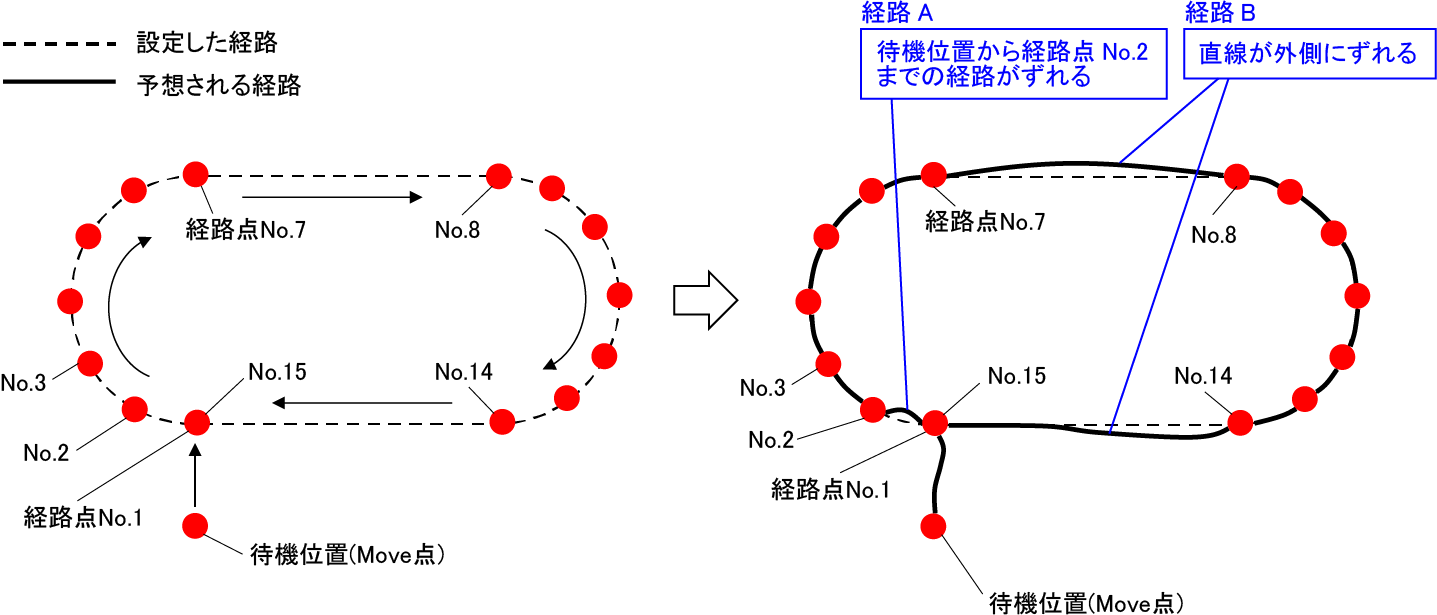 設定した経路
予想される経路
経路点No.7
No.8
No.3
No.15
No.14
No.2
経路点No.1
待機位置(Move点)
経路A
待機位置から経路点No.2
までの経路がずれる
経路B
直線が外側にずれる
経路点No.7
No.8
No.3
No.15
No.14
No.2
経路点No.1
待機位置(Move点)